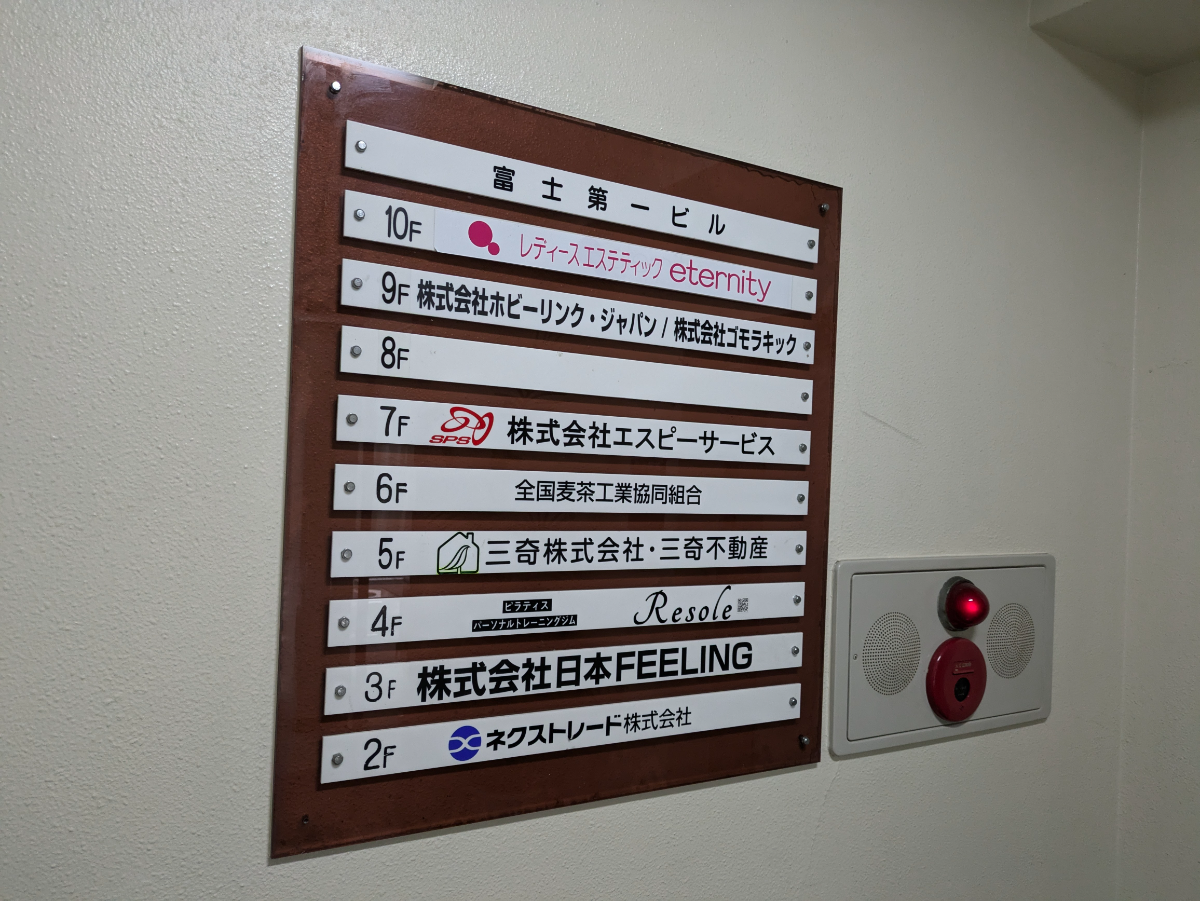 富士第一ビル
10F レディースエステティック eternity
9F 株式会社ホビーリンク・ジャパン / 株式会社ゴモラキック
8F
7F SPS 株式会社エスピーサービス
6F 全国麦茶工業協同組合
5F 三奇株式会社・三奇不動産
4F ピラティス パーソナルトレーニングジム Resole
3F 株式会社日本FEELING
2F ネクストレード株式会社